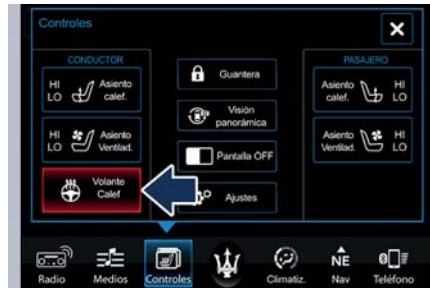 Controles
CONDUCTOR
PASAJERO
HI
LO
Asiento
calef.
Guantera
Asiento
calef.
HI
LO
HI
LO
Asiento
Ventilad.
Visión
panorámica
Asiento
Ventilad.
HI
LO
Pantalla OFF
Volante
Calef
Ajustes
Radio
Medios
Controles
Climatiz.
NE
Nav
Teléfono